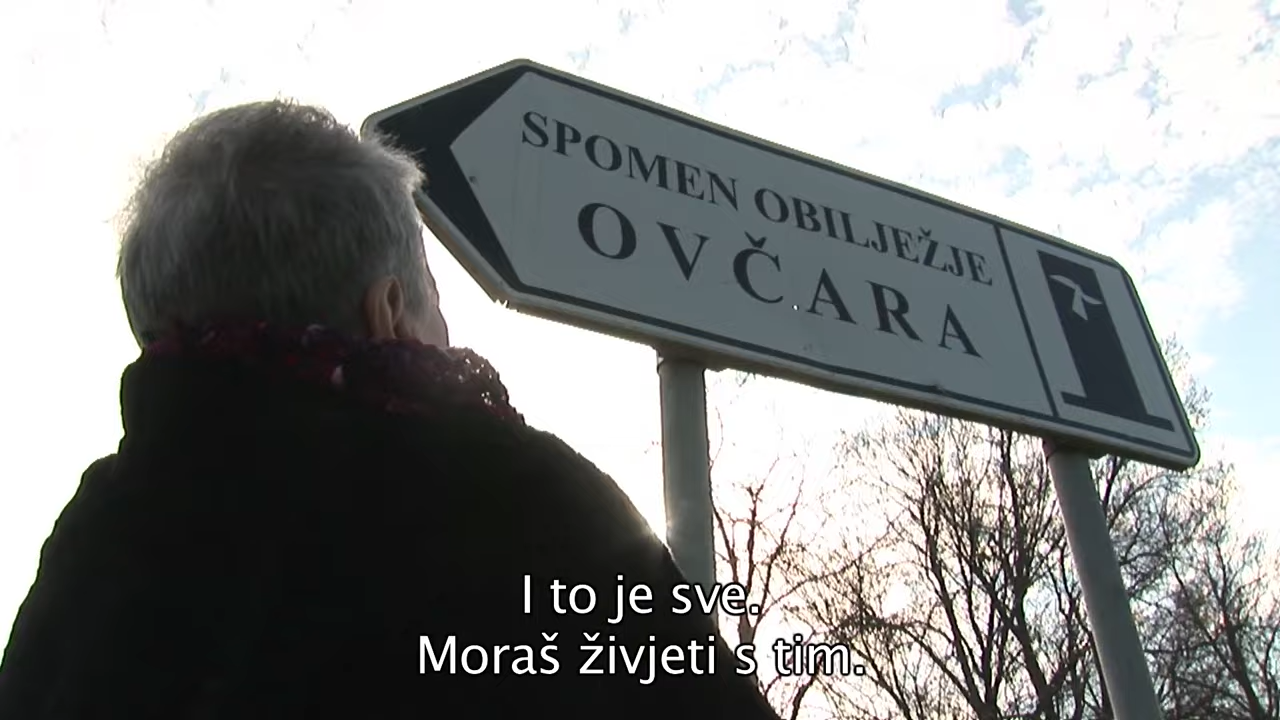 SPOMEN OBILJEŽJE
OVČARA
I to je sve.
Moraš živjeti s tim.